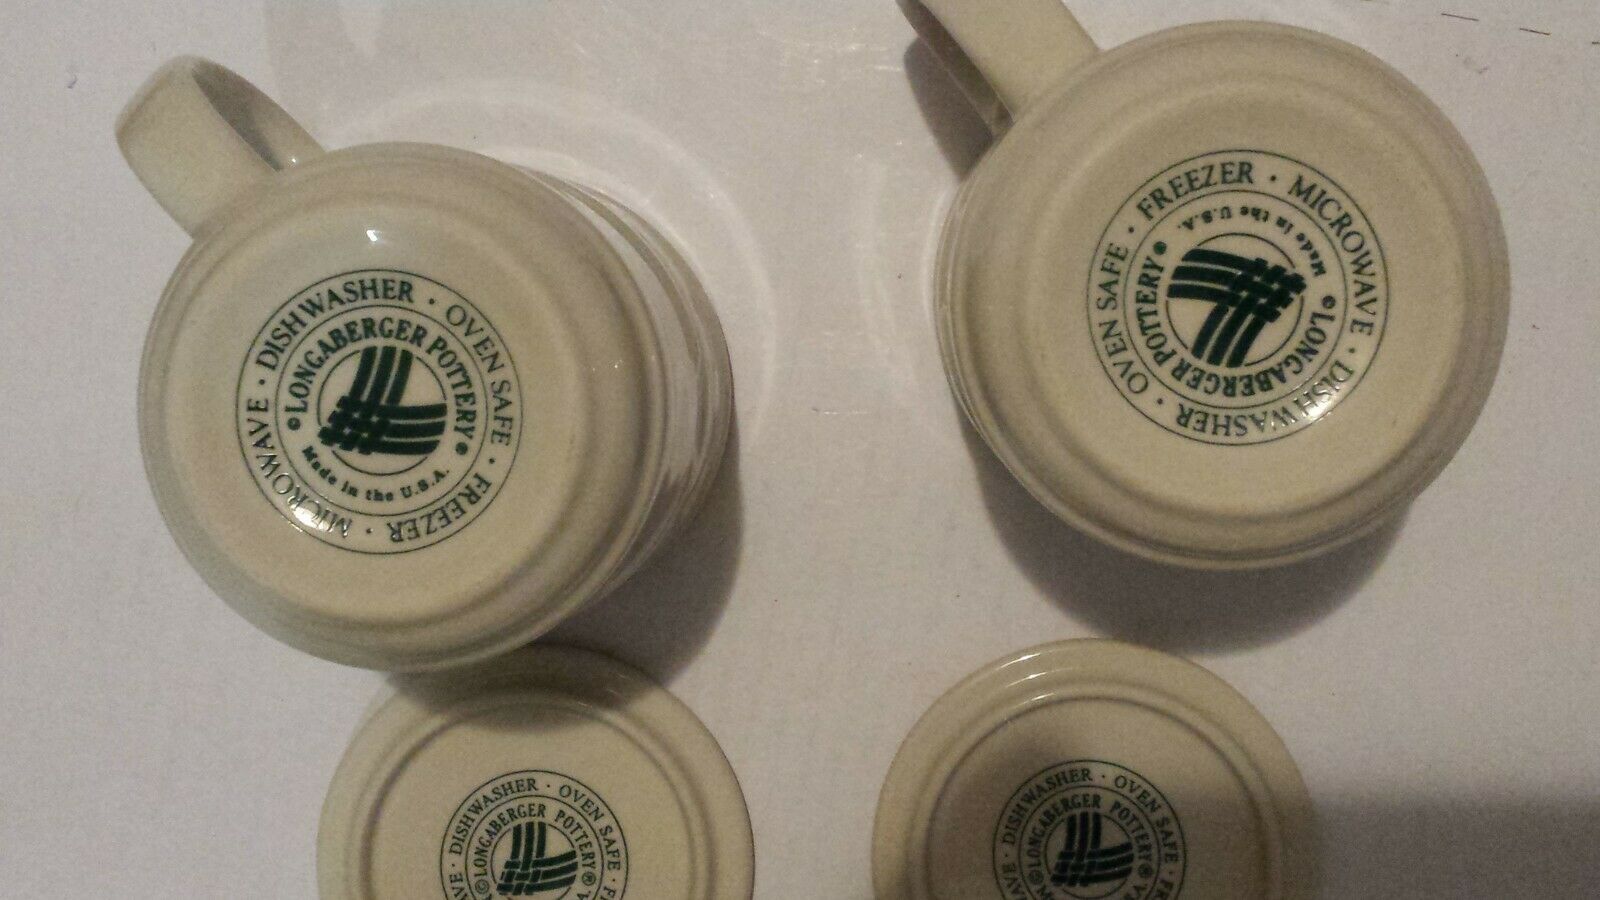 MICROWAVE · DISHWASHER · OVEN SAFE · FREEZER ·
©LONGABERGER POTTERY®
Made in the U.S.A.
MICROWAVE · DISHWASHER · OVEN SAFE · FREEZER ·
©LONGABERGER POTTERY®
Made in the U.S.A.
· DISHWASHER · OVEN SAFE ·
©LONGABERGER POTTERY®
· DISHWASHER · OVEN SAFE ·
©LONGABERGER POTTERY®